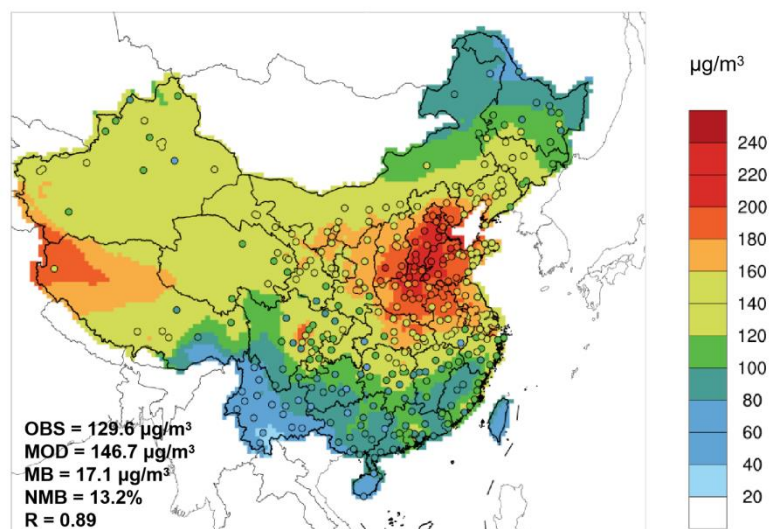 µg/m³
240
220
200
180
160
140
120
100
80
60
40
20
OBS = 129.6 µg/m³
MOD = 146.7 µg/m³
MB = 17.1 µg/m³
NMB = 13.2%
R = 0.89